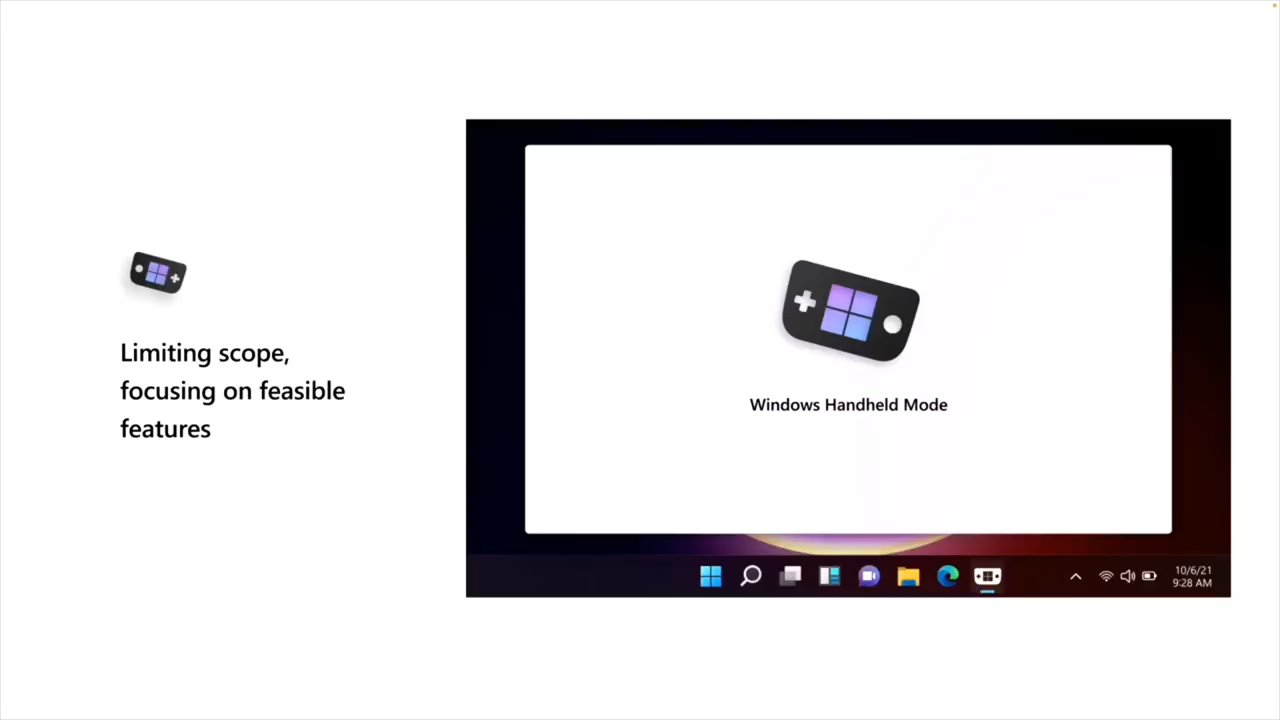 Limiting scope,
focusing on feasible
features
Windows Handheld Mode
10/6/21
9:28 AM